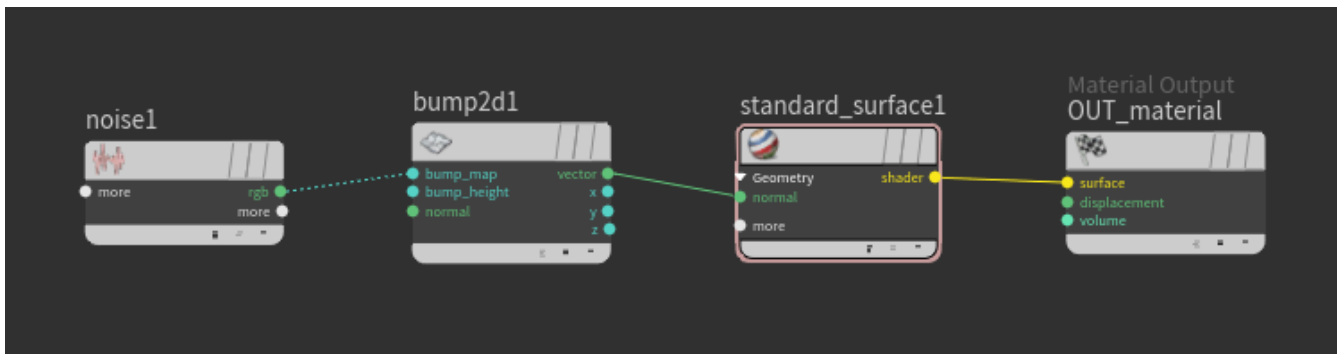 noise1
more
rgb
more
bump2d1
bump_map
vector
bump_height
x
normal
y
z
standard_surface1
Geometry
shader
normal
more
Material Output
OUT_material
surface
displacement
volume